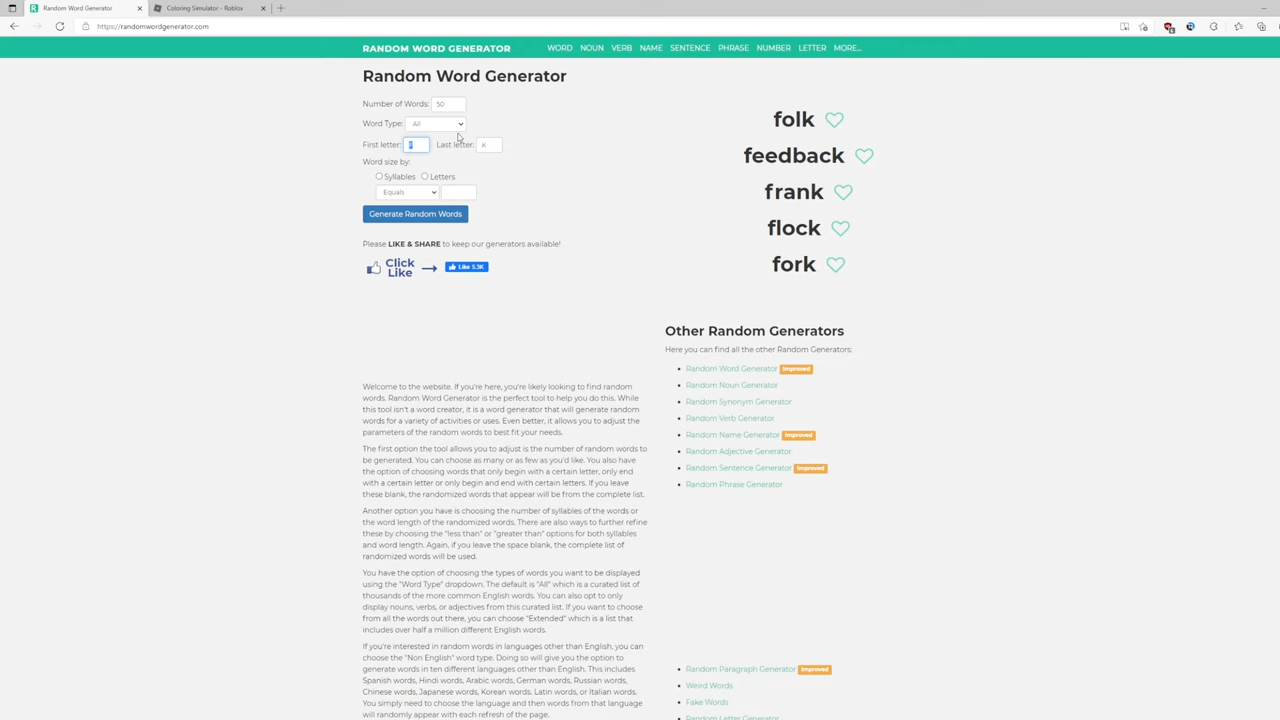 Random Word Generator
Coloring Simulator - Roblox
https://randomwordgenerator.com
RANDOM WORD GENERATOR WORD NOUN VERB NAME SENTENCE PHRASE NUMBER LETTER MORE...
Random Word Generator
Number of Words: 50
Word Type: All
First letter: F Last letter: K
Word size by:
Syllables Letters
Equals
Generate Random Words
Please LIKE & SHARE to keep our generators available!
Click
Like
Like 5.3K
folk
feedback
frank
flock
fork
Welcome to the website. If you're here, you're likely looking to find random
words. Random Word Generator is the perfect tool to help you do this. While
this tool isn't a word creator, it is a word generator that will generate random
words for a variety of activities or uses. Even better, it allows you to adjust the
parameters of the random words to best fit your needs.
The first option the tool allows you to adjust is the number of random words to
be generated. You can choose as many or as few as you'd like. You also have
the option of choosing words that only begin with a certain letter, only end
with a certain letter or only begin and end with certain letters. If you leave
these blank, the randomized words that appear will be from the complete list.
Another option you have is choosing the number of syllables of the words or
the word length of the randomized words. There are also ways to further refine
these by choosing the "less than" or "greater than" options for both syllables
and word length. Again, if you leave the space blank, the complete list of
randomized words will be used.
You have the option of choosing the types of words you want to be displayed
using the "Word Type" dropdown. The default is "All" which is a curated list of
thousands of the more common English words. You can also opt to only
display nouns, verbs, or adjectives from this curated list. If you want to choose
from all the words out there, you can choose "Extended" which is a list that
includes over half a million different English words.
If you're interested in random words in languages other than English, you can
choose the "Non English" word type. Doing so will give you the option to
generate words in ten different languages other than English. This includes
Spanish words, Hindi words, Arabic words, German words, Russian words,
Chinese words, Japanese words, Korean words. Latin words, or Italian words.
You simply need to choose the language and then words from that language
will randomly appear with each refresh of the page.
Other Random Generators
Here you can find all the other Random Generators:
Random Word Generator Improved
Random Noun Generator
Random Synonym Generator
Random Verb Generator
Random Name Generator Improved
Random Adjective Generator
Random Sentence Generator Improved
Random Phrase Generator
Random Paragraph Generator Improved
Weird Words
Fake Words
Random Letter Generator